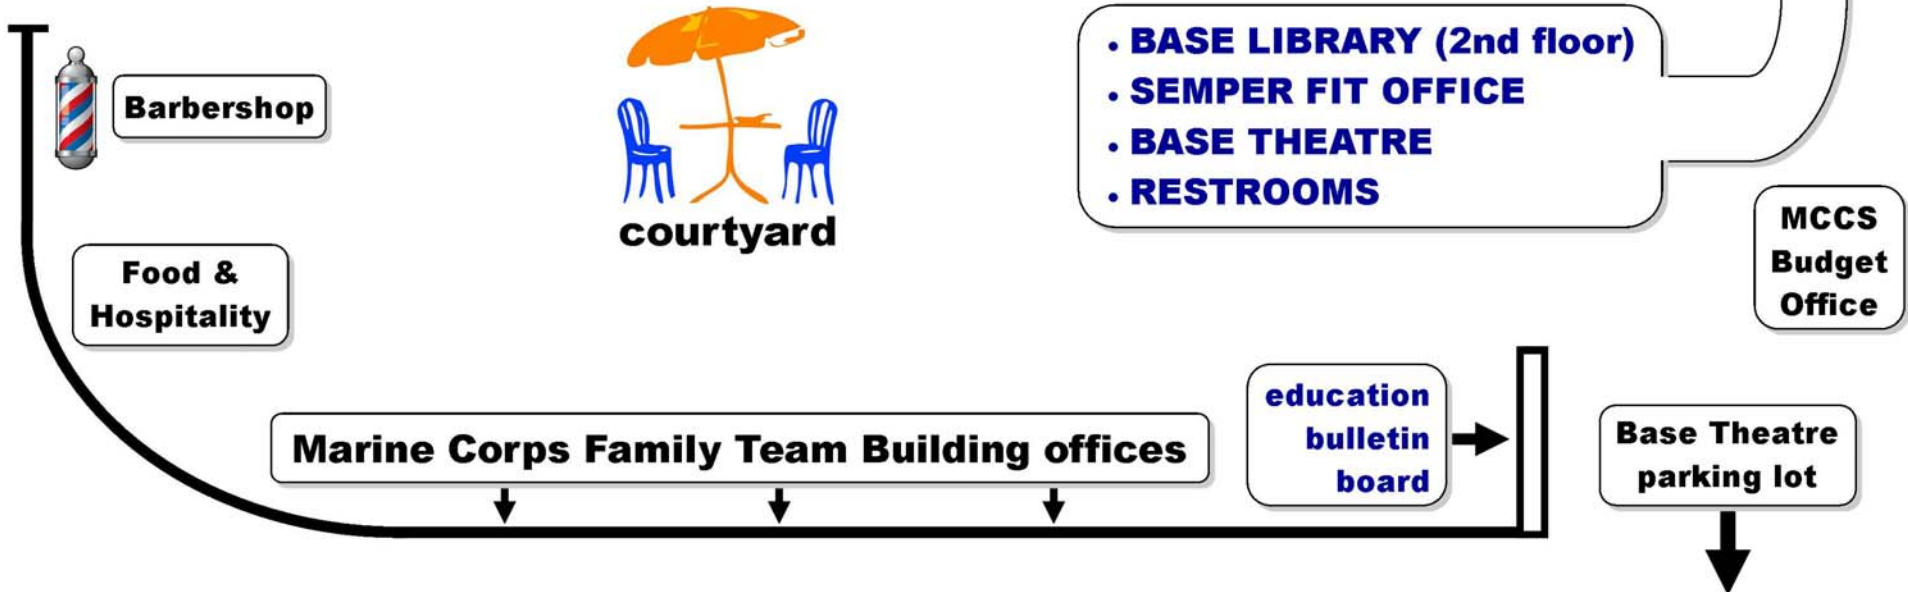 Barbershop
courtyard
• BASE LIBRARY (2nd floor)
• SEMPER FIT OFFICE
• BASE THEATRE
• RESTROOMS
MCCS
Budget
Office
Food &
Hospitality
Marine Corps Family Team Building offices
education
bulletin
board
Base Theatre
parking lot